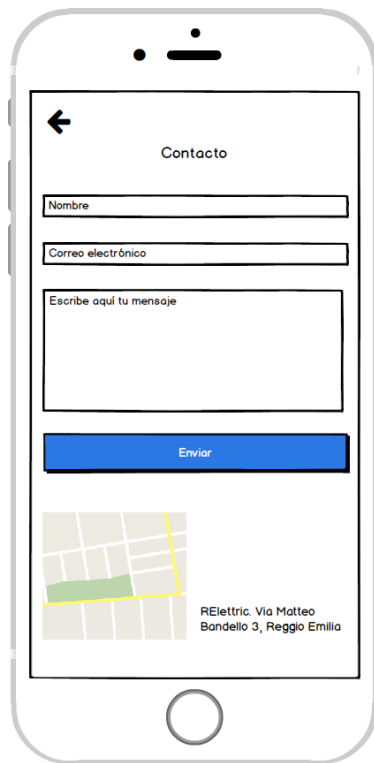 Contacto
Nombre
Correo electrónico
Escribe aquí tu mensaje
Enviar
RElettric. Via Matteo
Bandello 3, Reggio Emilia